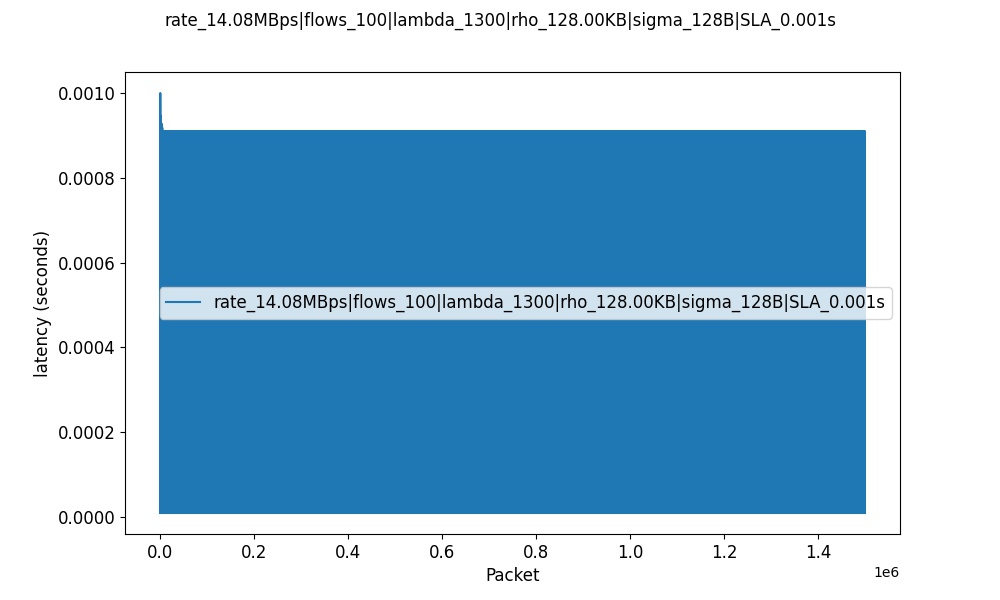 rate_14.08MBps|flows_100|lambda_1300|rho_128.00KB|sigma_128B|SLA_0.001s
0.0010
0.0008
0.0006
0.0004
0.0002
0.0000
latency (seconds)
rate_14.08MBps|flows_100|lambda_1300|rho_128.00KB|sigma_128B|SLA_0.001s
0.0 0.2 0.4 0.6 0.8 1.0 1.2 1.4
1e6
Packet